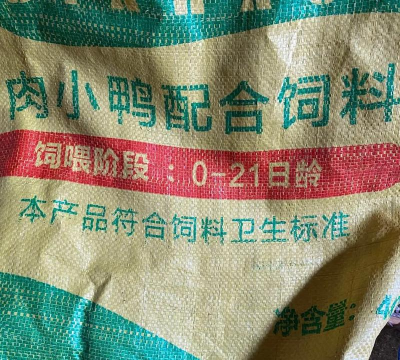 肉小鸭配合饲料
饲喂阶段：0-21日龄
本产品符合饲料卫生标准
净含量：